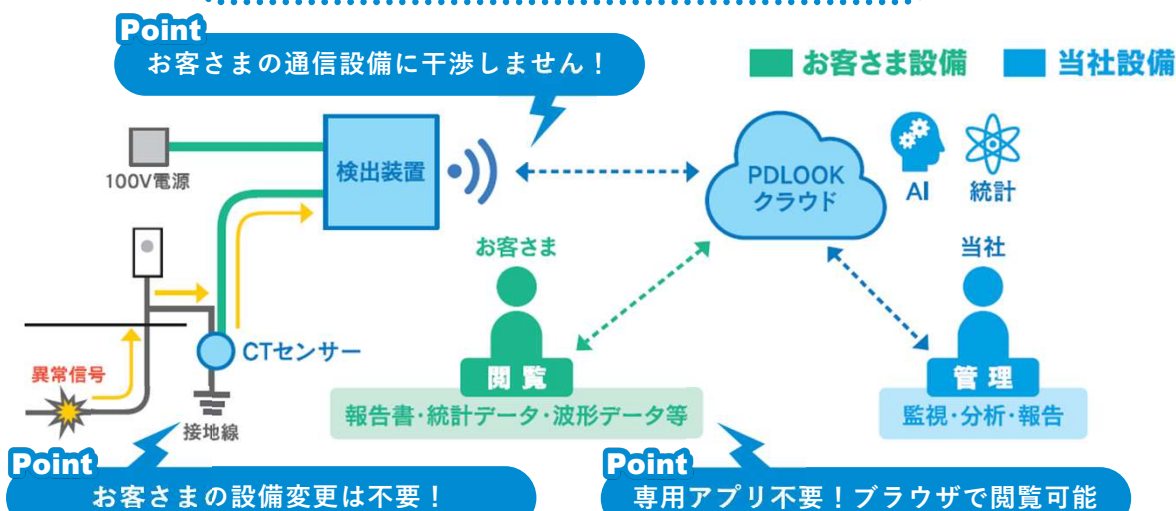 Point
お客さまの通信設備に干渉しません！
お客さま設備
当社設備
100V電源
検出装置
PDLOOK
クラウド
AI
統計
お客さま
当社
CTセンサー
異常信号
接地線
閲覧
報告書・統計データ・波形データ等
管理
監視・分析・報告
Point
お客さまの設備変更は不要！
Point
専用アプリ不要！ブラウザで閲覧可能